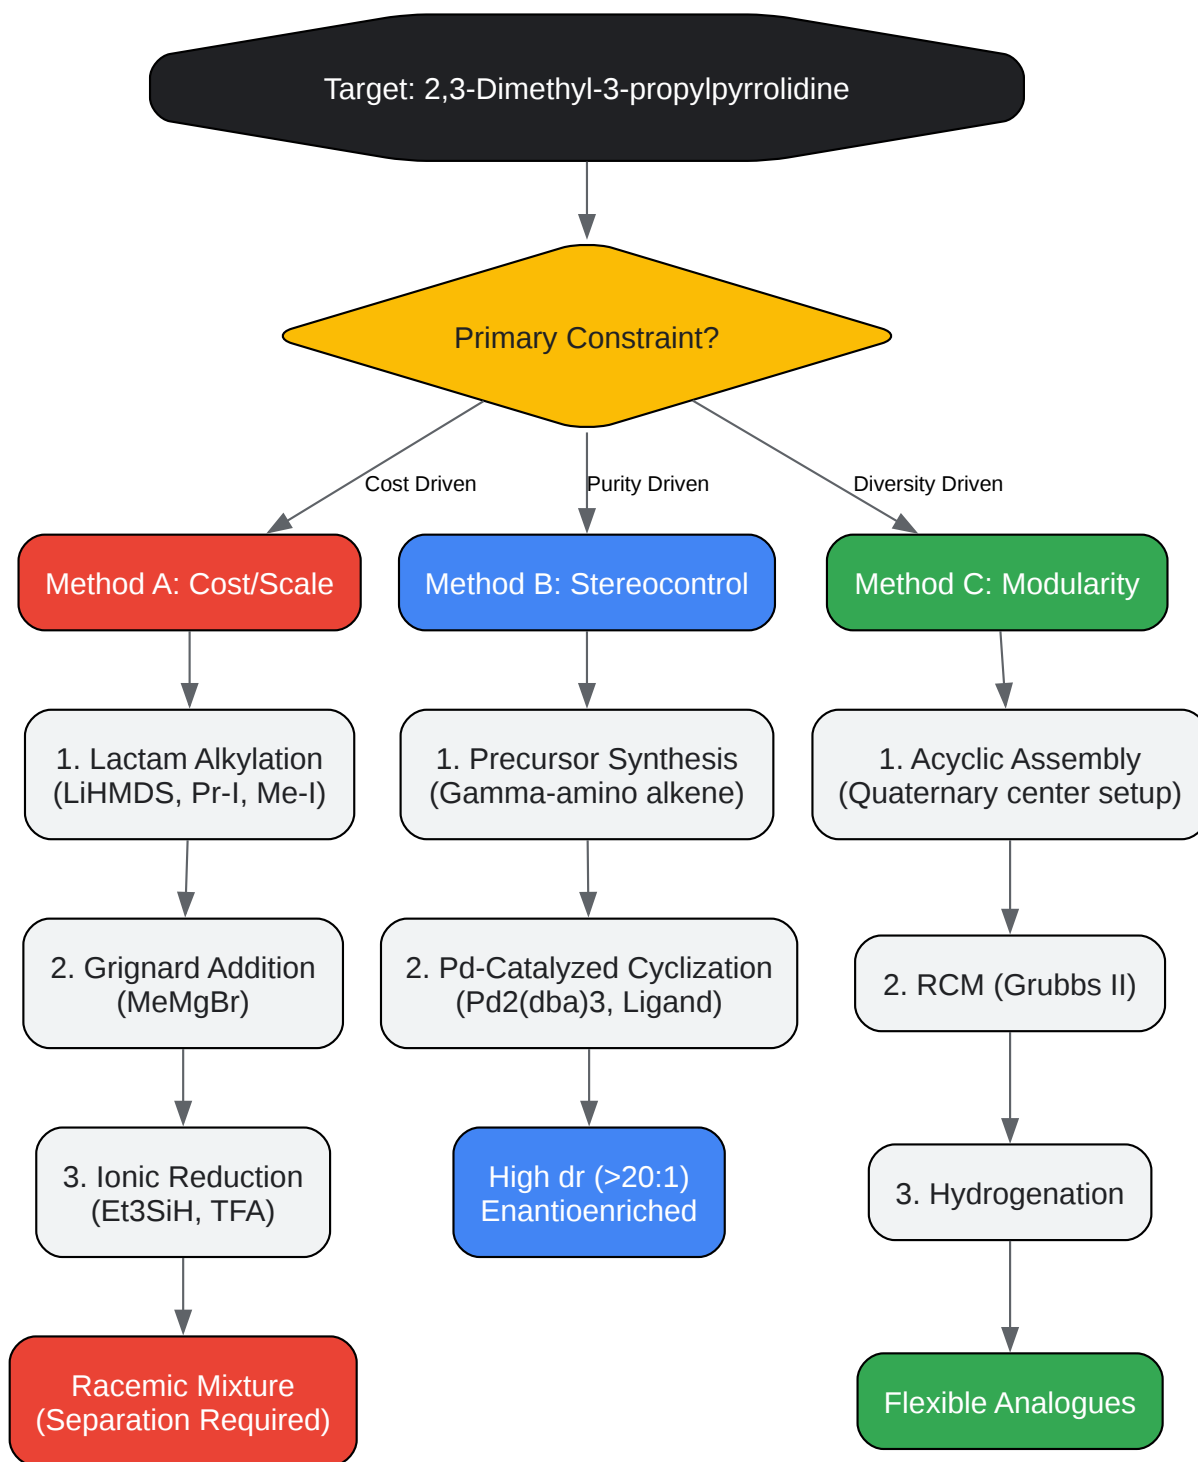 Target: 2,3-Dimethyl-3-propylpyrrolidine
Primary Constraint?
Cost Driven
Purity Driven
Diversity Driven
Method A: Cost/Scale
Method B: Stereocontrol
Method C: Modularity
1. Lactam Alkylation
(LiHMDS, Pr-I, Me-I)
1. Precursor Synthesis
(Gamma-amino alkene)
1. Acyclic Assembly
(Quaternary center setup)
2. Grignard Addition
(MeMgBr)
2. Pd-Catalyzed Cyclization
(Pd2(dba)3, Ligand)
2. RCM (Grubbs II)
3. Ionic Reduction
(Et3SiH, TFA)
High dr (>20:1)
Enantioenriched
3. Hydrogenation
Racemic Mixture
(Separation Required)
Flexible Analogues